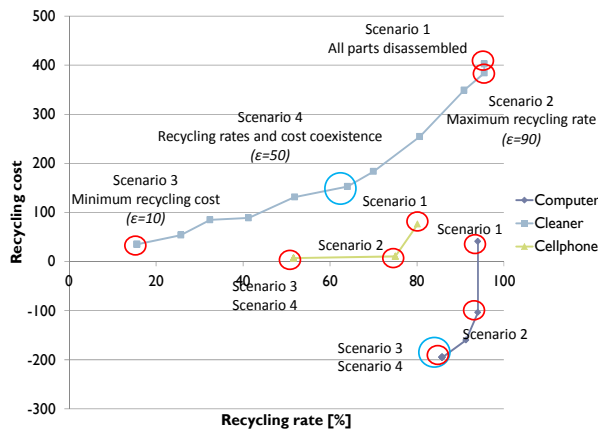 500
400
300
200
100
0
-100
-200
-300
0
20
40
60
80
100
Recycling cost
Recycling rate [%]
Scenario 1
All parts disassembled
Scenario 2
Maximum recycling rate
(ε=90)
Scenario 4
Recycling rates and cost coexistence
(ε=50)
Scenario 3
Minimum recycling cost
(ε=10)
Scenario 1
Scenario 2
Scenario 3
Scenario 4
Scenario 1
Scenario 2
Scenario 3
Scenario 4
Computer
Cleaner
Cellphone